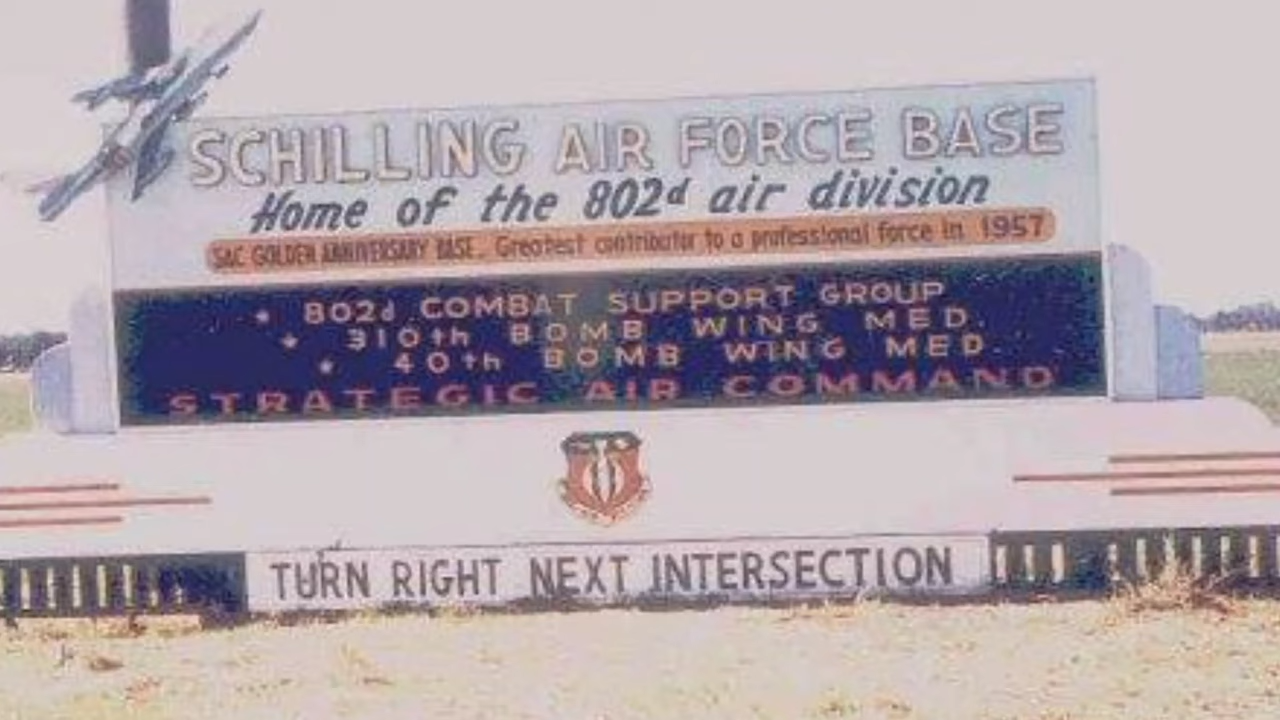 SCHILLING AIR FORCE BASE
Home of the 802d air division
SAC GOLDEN ANNIVERSARY BASE. Greatest contributor to a professional force in 1957
802d COMBAT SUPPORT GROUP
310th BOMB WING MED.
40th BOMB WING MED.
STRATEGIC AIR COMMAND
TURN RIGHT NEXT INTERSECTION